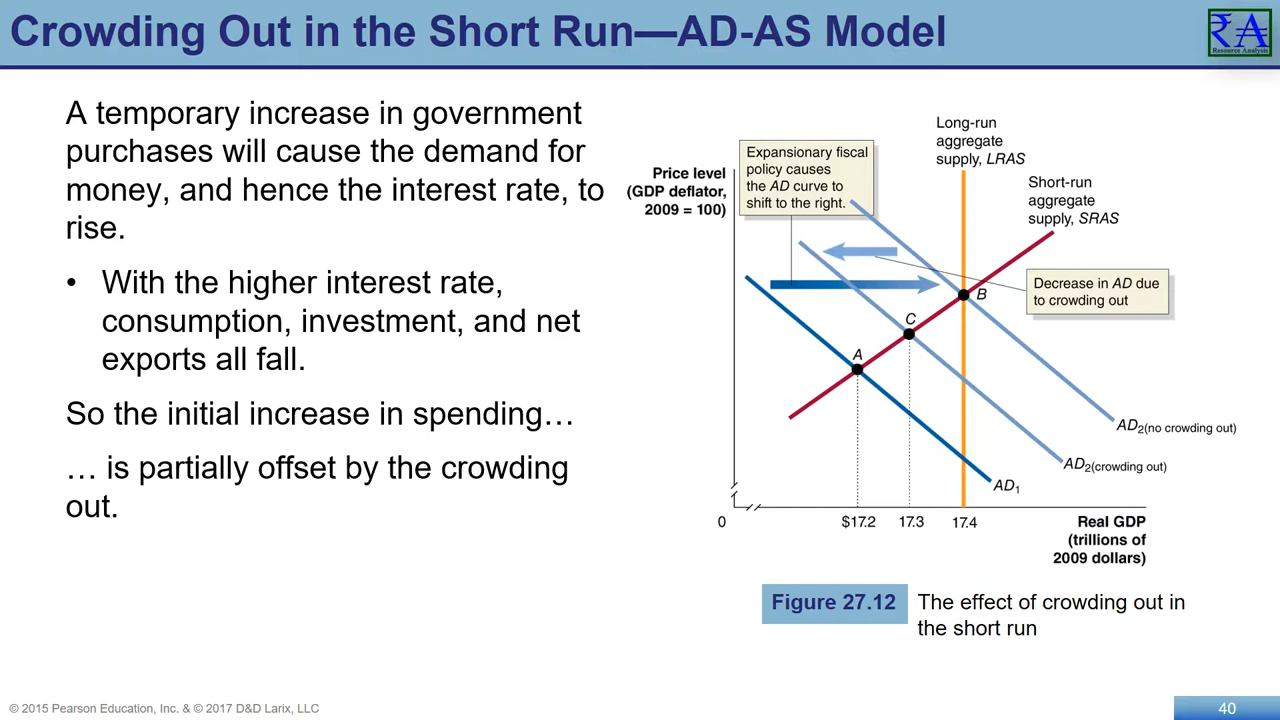 Crowding Out in the Short Run—AD-AS Model
₹A
Resource Analysis
A temporary increase in government
purchases will cause the demand for
money, and hence the interest rate, to
rise.
• With the higher interest rate,
consumption, investment, and net
exports all fall.
So the initial increase in spending…
… is partially offset by the crowding
out.
Price level
(GDP deflator,
2009 = 100)
Expansionary fiscal
policy causes
the AD curve to
shift to the right.
Long-run
aggregate
supply, LRAS
Short-run
aggregate
supply, SRAS
Decrease in AD due
to crowding out
B
C
A
AD2(no crowding out)
AD2(crowding out)
AD1
0
$17.2
17.3
17.4
Real GDP
(trillions of
2009 dollars)
Figure 27.12
The effect of crowding out in
the short run
© 2015 Pearson Education, Inc. & © 2017 D&D Larix, LLC
40